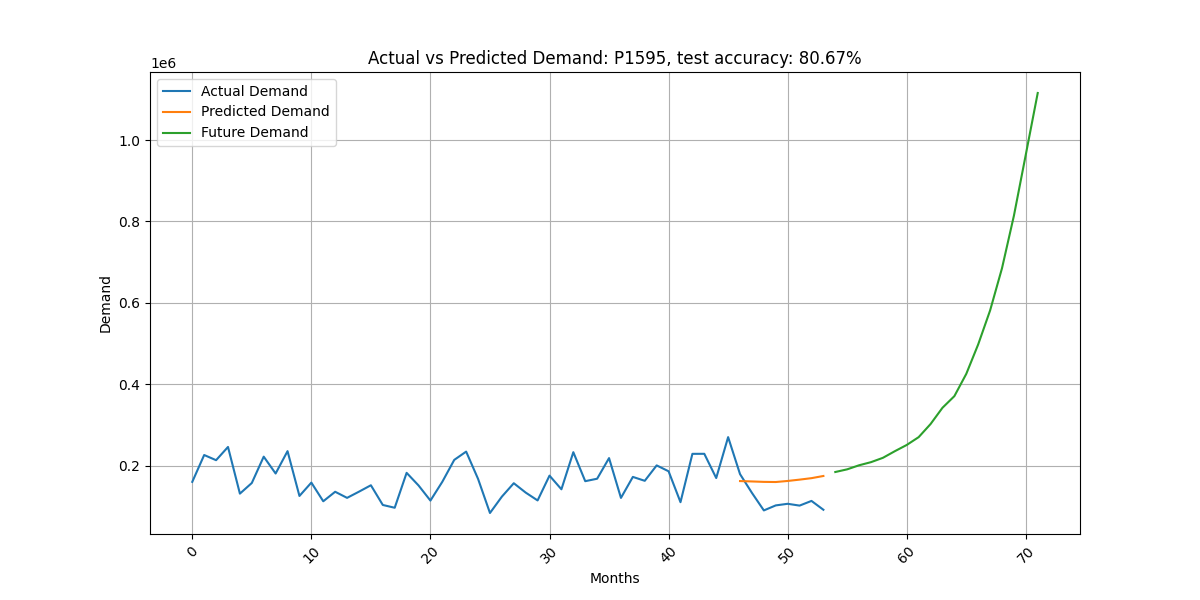 Actual vs Predicted Demand: P1595, test accuracy: 80.67%
1e6
Actual Demand
Predicted Demand
Future Demand
1.0
0.8
0.6
0.4
0.2
Demand
0 10 20 30 40 50 60 70
Months